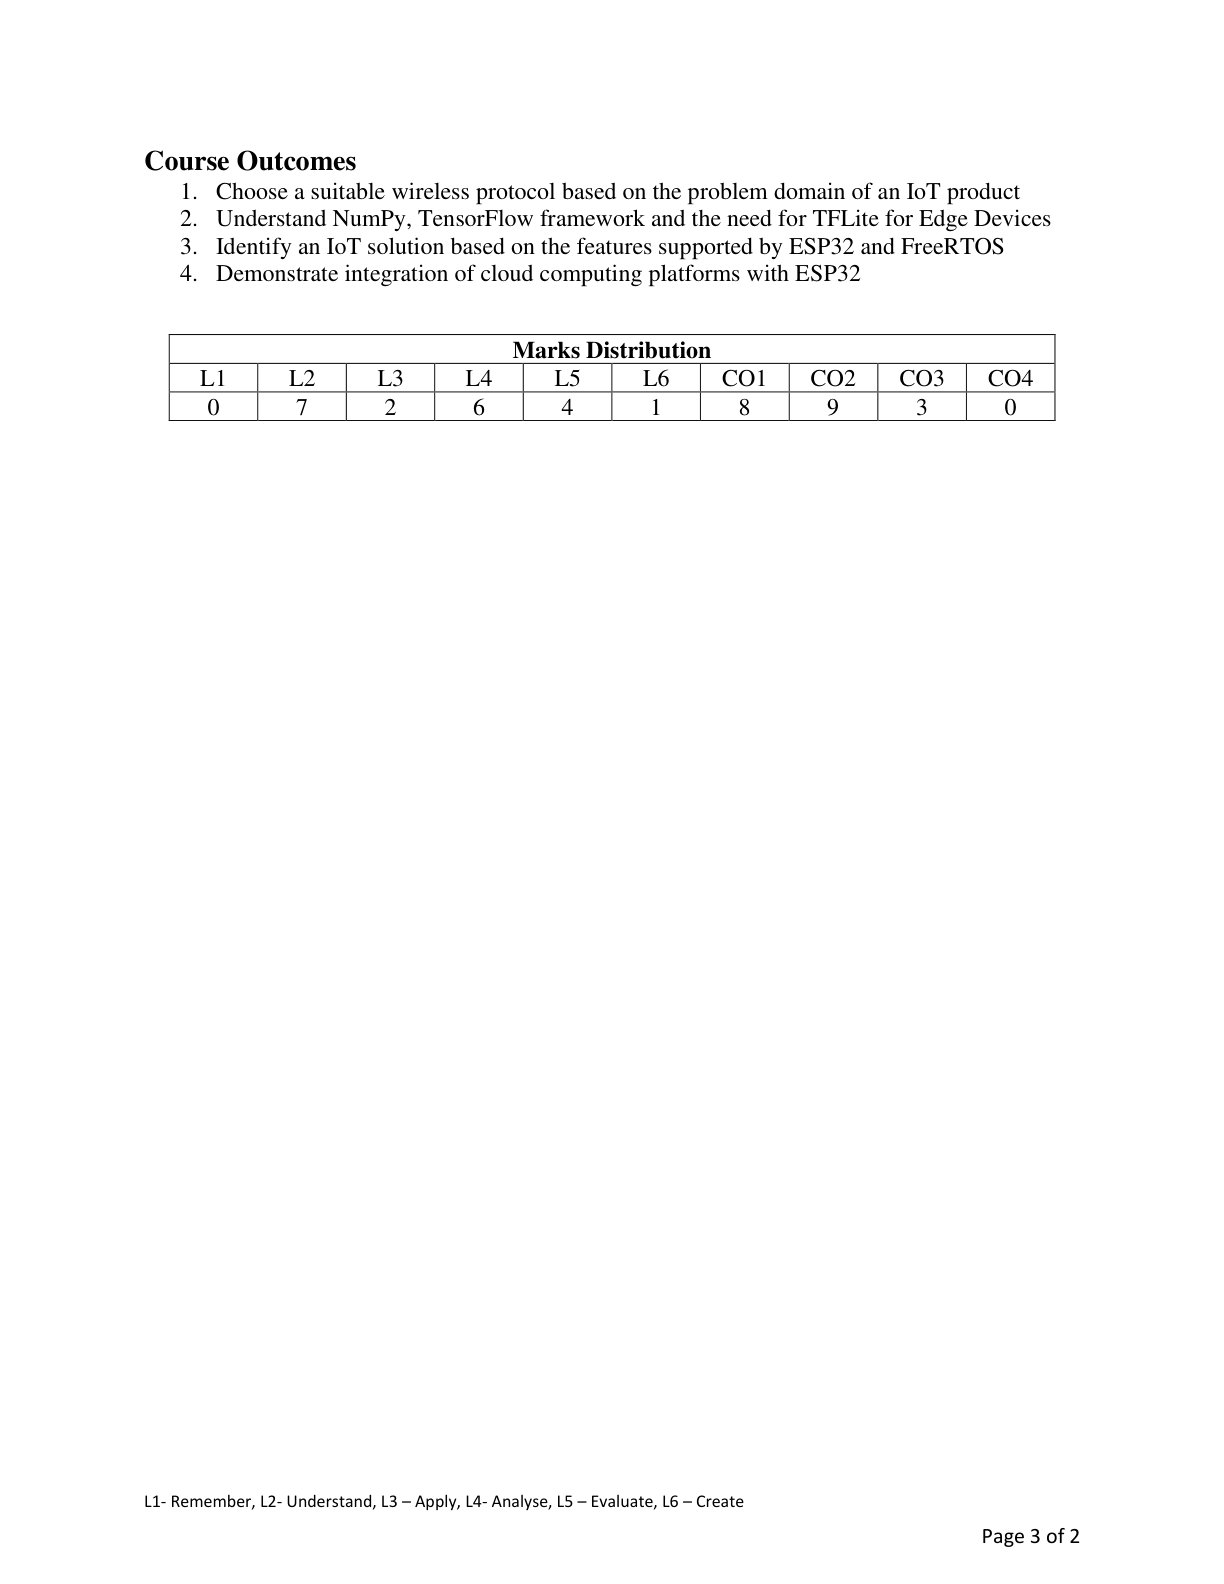 Course Outcomes
1. Choose a suitable wireless protocol based on the problem domain of an IoT product
2. Understand NumPy, TensorFlow framework and the need for TFLite for Edge Devices
3. Identify an IoT solution based on the features supported by ESP32 and FreeRTOS
4. Demonstrate integration of cloud computing platforms with ESP32
Marks Distribution
L1 L2 L3 L4 L5 L6 CO1 CO2 CO3 CO4
0 7 2 6 4 1 8 9 3 0
L1- Remember, L2- Understand, L3 – Apply, L4- Analyse, L5 – Evaluate, L6 – Create
Page 3 of 2